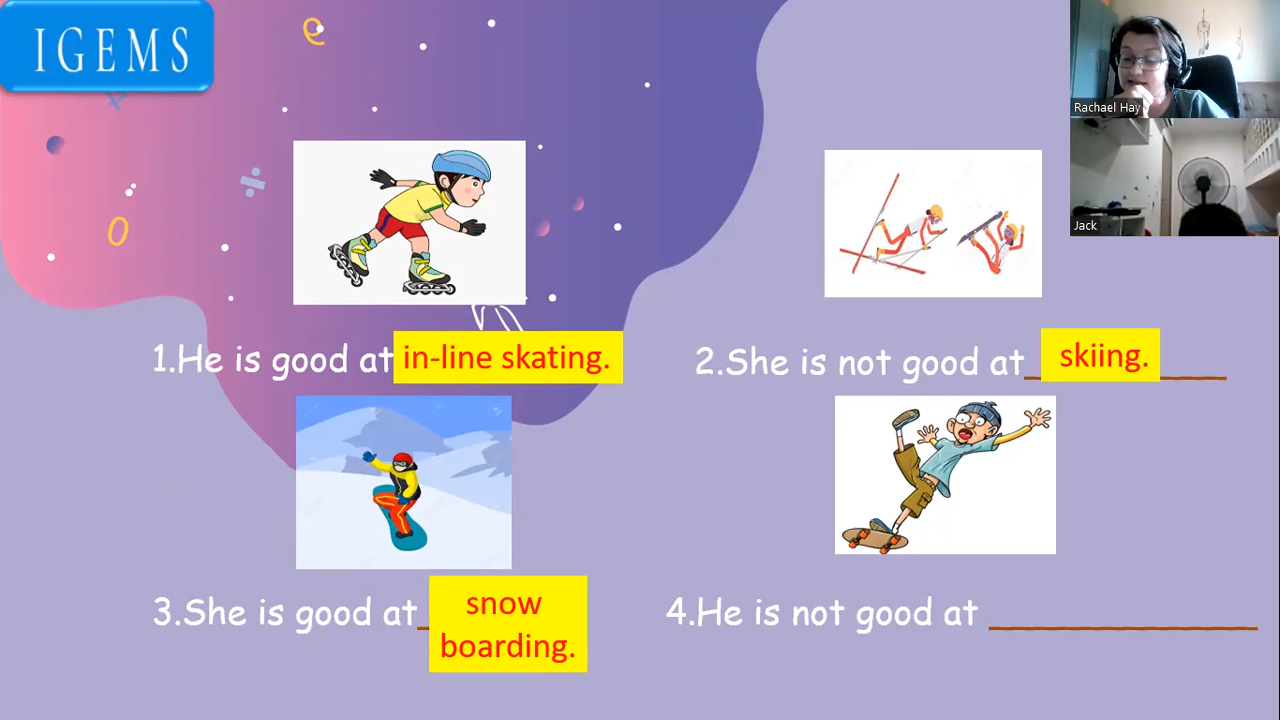 IGEMS
Rachael Hay
Jack
1.He is good at in-line skating.
2.She is not good at skiing.
3.She is good at snow
boarding.
4.He is not good at